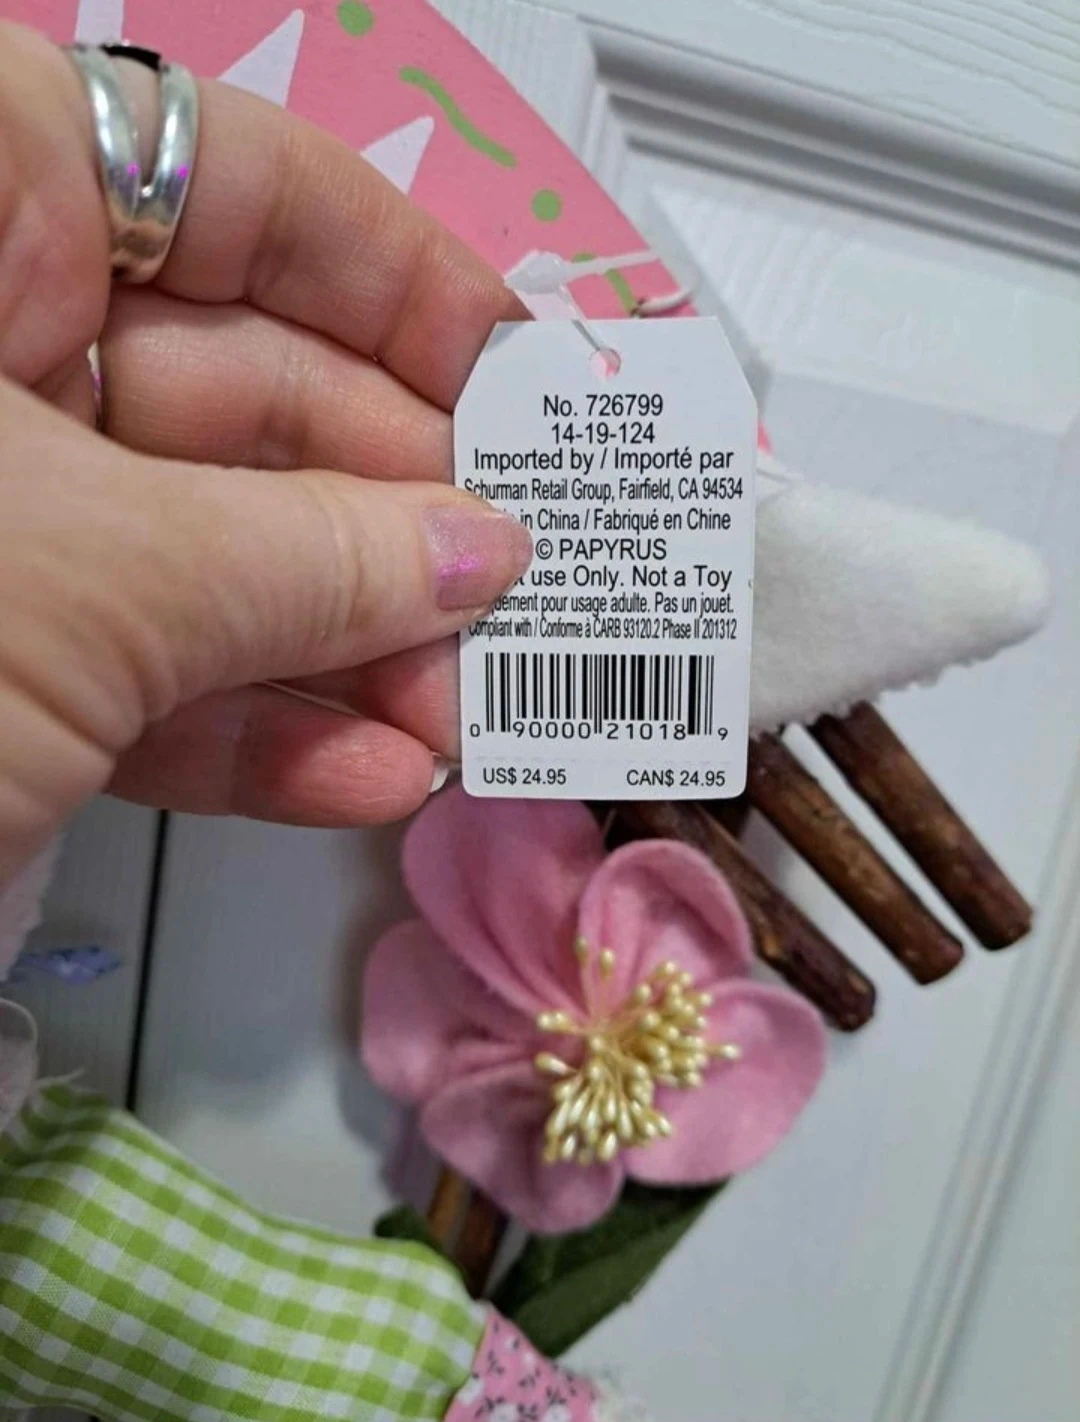 No. 726799
14-19-124
Imported by / Importé par
Schurman Retail Group, Fairfield, CA 94534
in China / Fabriqué en Chine
© PAPYRUS
use Only. Not a Toy
pour usage adulte. Pas un jouet.
Compliant with / Conforme à CARB 93120.2 Phase II 201312
0 90000 21018 9
US$ 24.95 CAN$ 24.95